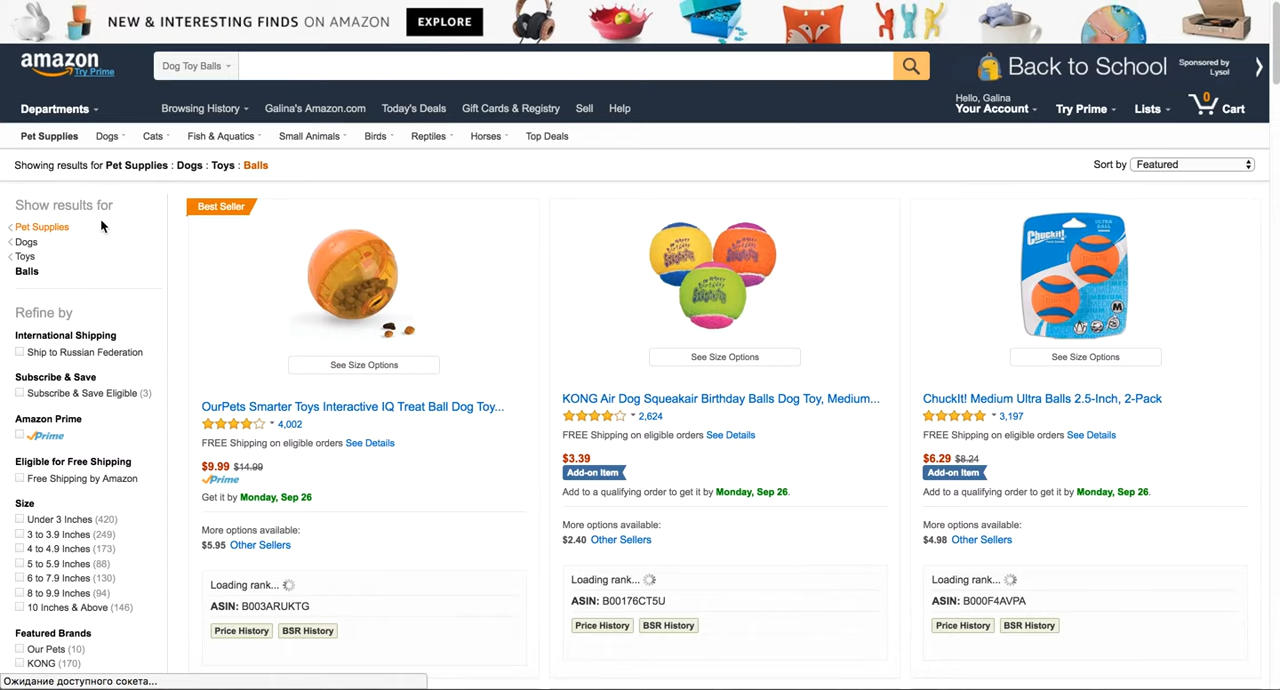 NEW & INTERESTING FINDS ON AMAZON EXPLORE
amazon
Try Prime
Dog Toy Balls
Back to School
Sponsored by
Lysol
Departments
Browsing History
Galina's Amazon.com
Today's Deals
Gift Cards & Registry
Sell
Help
Hello, Galina
Your Account
Try Prime
Lists
0
Cart
Pet Supplies
Dogs
Cats
Fish & Aquatics
Small Animals
Birds
Reptiles
Horses
Top Deals
Showing results for Pet Supplies : Dogs : Toys : Balls
Sort by Featured
Show results for
Pet Supplies
Dogs
Toys
Balls
Refine by
International Shipping
Ship to Russian Federation
Subscribe & Save
Subscribe & Save Eligible (3)
Amazon Prime
Prime
Eligible for Free Shipping
Free Shipping by Amazon
Size
Under 3 Inches (420)
3 to 3.9 Inches (249)
4 to 4.9 Inches (173)
5 to 5.9 Inches (88)
6 to 7.9 Inches (130)
8 to 9.9 Inches (94)
10 Inches & Above (146)
Featured Brands
Our Pets (10)
KONG (170)
Best Seller
See Size Options
OurPets Smarter Toys Interactive IQ Treat Ball Dog Toy...
4,002
FREE Shipping on eligible orders See Details
$9.99 $14.99
Prime
Get it by Monday, Sep 26
More options available:
$5.95 Other Sellers
Loading rank...
ASIN: B003ARUKTG
Price History
BSR History
See Size Options
KONG Air Dog Squeakair Birthday Balls Dog Toy, Medium...
2,624
FREE Shipping on eligible orders See Details
$3.39
Add-on Item
Add to a qualifying order to get it by Monday, Sep 26.
More options available:
$2.40 Other Sellers
Loading rank...
ASIN: B00176CT5U
Price History
BSR History
Chuckit!
ULTRA
BALL
MEDIUM
M
See Size Options
ChuckIt! Medium Ultra Balls 2.5-Inch, 2-Pack
3,197
FREE Shipping on eligible orders See Details
$6.29 $8.24
Add-on Item
Add to a qualifying order to get it by Monday, Sep 26.
More options available:
$4.98 Other Sellers
Loading rank...
ASIN: B000F4AVPA
Price History
BSR History
Ожидание доступного сокета...